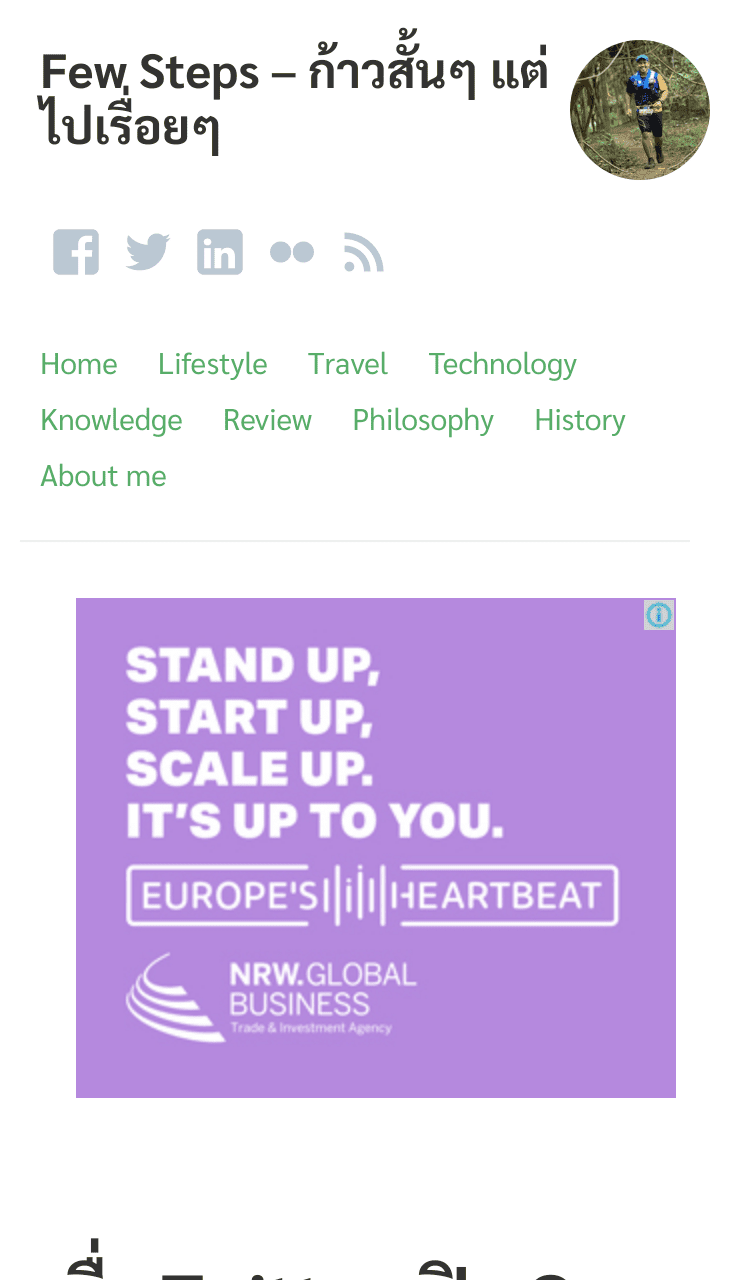 Few Steps – ก้าวสั้นๆ แต่
ไปเรื่อยๆ
Home Lifestyle Travel Technology
Knowledge Review Philosophy History
About me
STAND UP,
START UP,
SCALE UP.
IT'S UP TO YOU.
EUROPE'S HEARTBEAT
NRW.GLOBAL
BUSINESS
Trade & Investment Agency